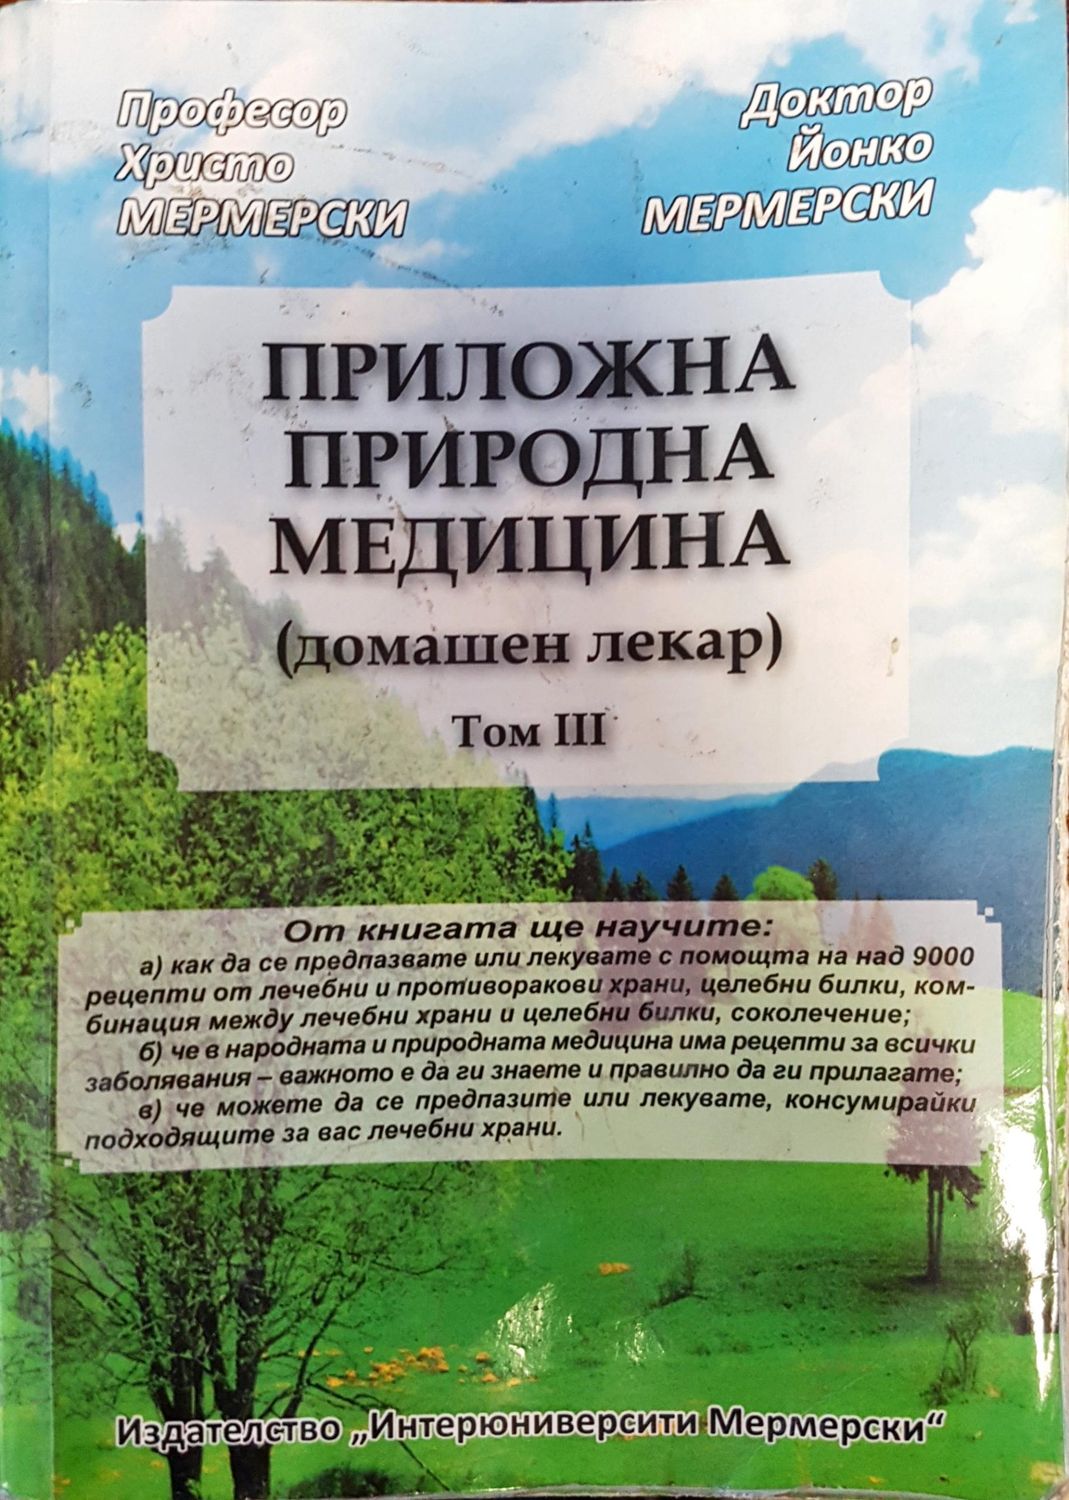 Професор
Христо
МЕРМЕРСКИ
Доктор
Йонко
МЕРМЕРСКИ
ПРИЛОЖНА
ПРИРОДНА
МЕДИЦИНА
(домашен лекар)
Том III
От книгата ще научите:
а) как да се предпазвате или лекувате с помощта на над 9000
рецепти от лечебни и противоракови храни, целебни билки, ком-
бинация между лечебни храни и целебни билки, соколечение;
б) че в народната и природната медицина има рецепти за всички
заболявания – важното е да ги знаете и правилно да ги прилагате;
в) че можете да се предпазите или лекувате, консумирайки
подходящите за вас лечебни храни.
Издателство „Интерюниверсити Мермерски“